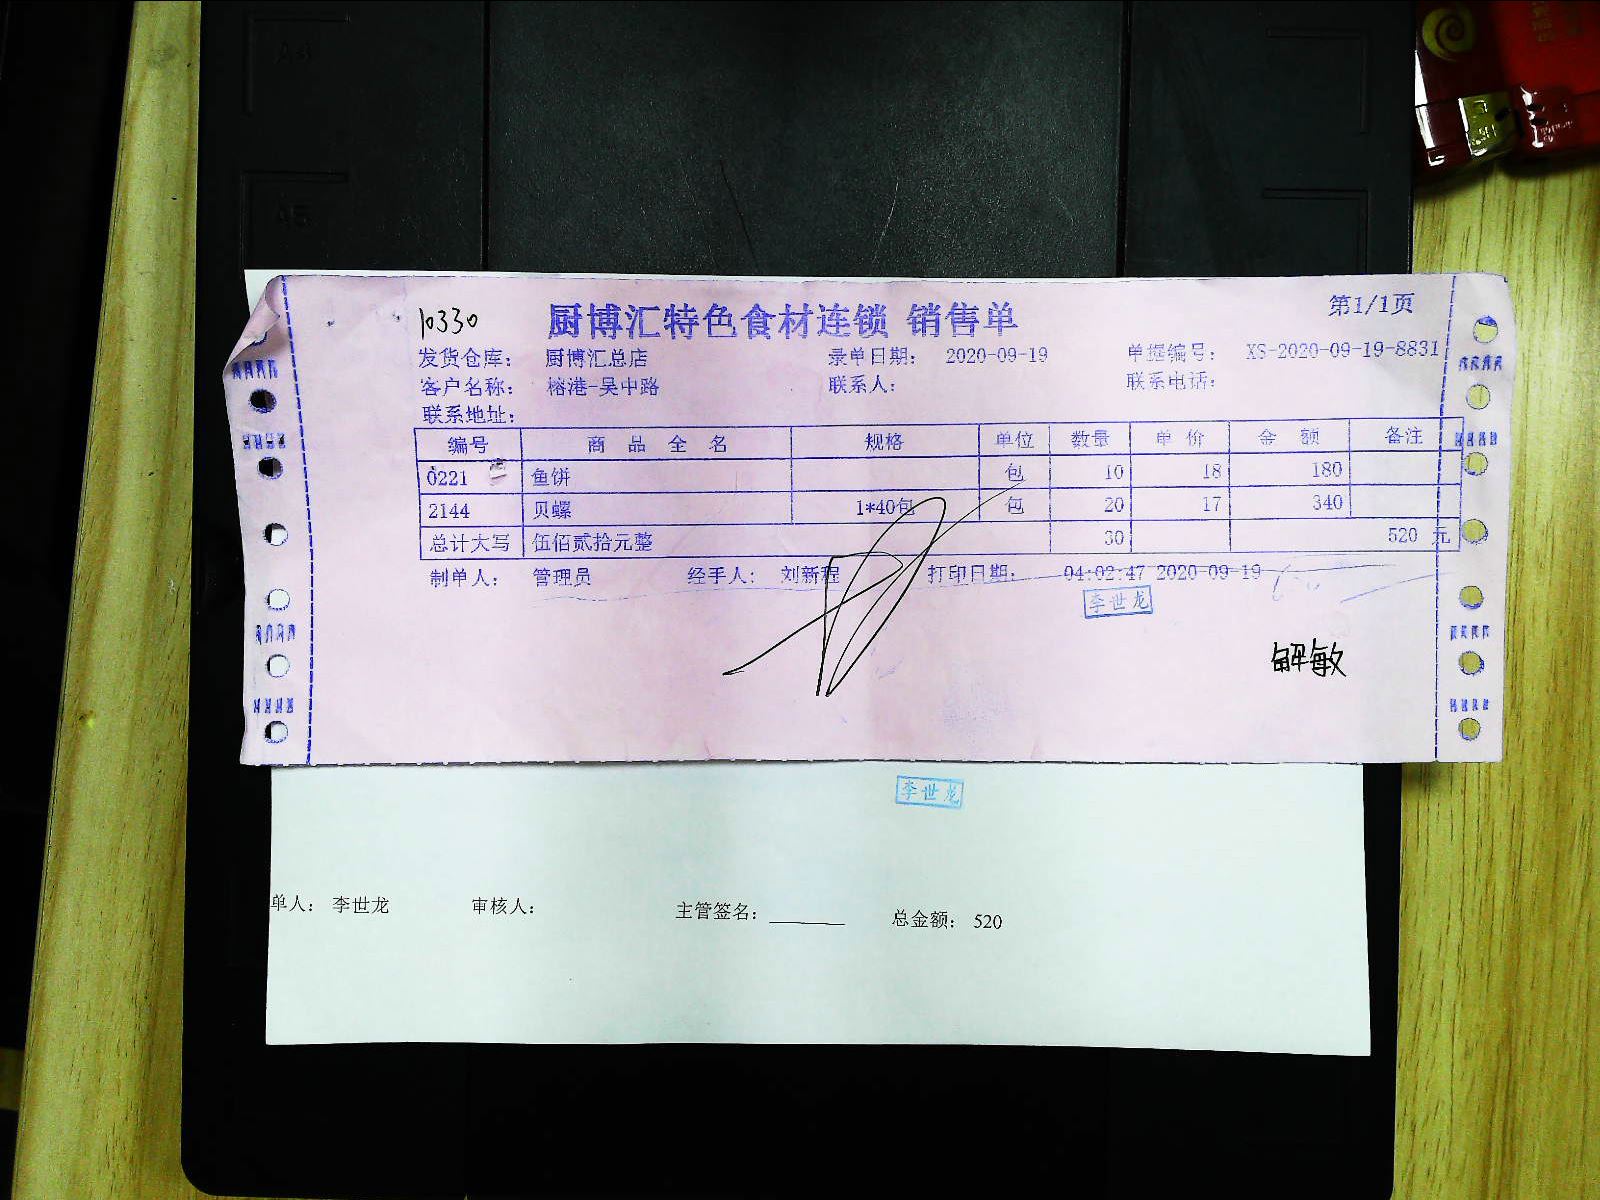 A4
A5
第1/1页
10330
厨博汇特色食材连锁 销售单
发货仓库： 厨博汇总店 录单日期： 2020-09-19 单据编号： XS-2020-09-19-8831
客户名称： 榕港-吴中路 联系人： 联系电话：
联系地址：
编号 商品全名 规格 单位 数量 单价 金额 备注
0221 鱼饼 包 10 18 180
2144 贝螺 1*40包 包 20 17 340
总计大写 伍佰贰拾元整 30 520 元
制单人： 管理员 经手人： 刘新程 打印日期： 04:02:47 2020-09-19
李世龙
解敏
李世龙
单人： 李世龙 审核人： 主管签名： 总金额： 520